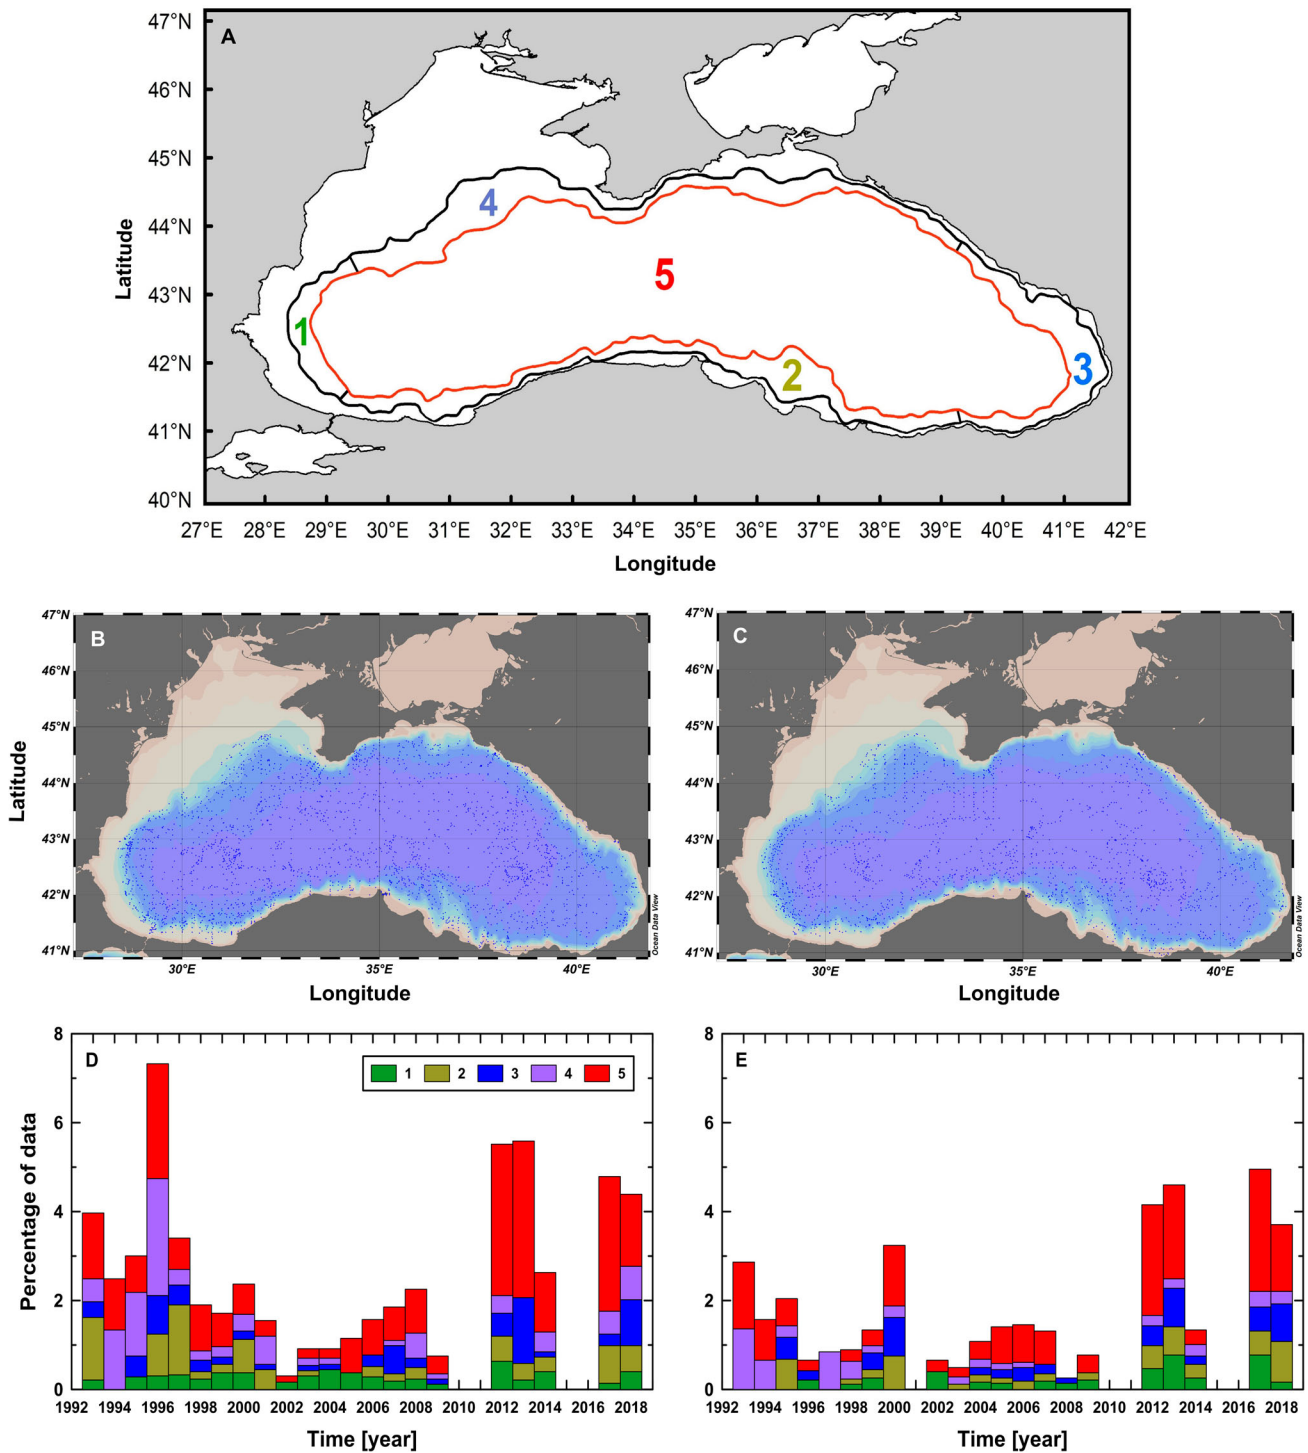 A
47°N
46°N
45°N
44°N
43°N
42°N
41°N
40°N
Latitude
1
2
3
4
5
27°E 28°E 29°E 30°E 31°E 32°E 33°E 34°E 35°E 36°E 37°E 38°E 39°E 40°E 41°E 42°E
Longitude
B
47°N
46°N
45°N
44°N
43°N
42°N
41°N
Latitude
30°E 35°E 40°E
Longitude
Ocean Data View
C
47°N
46°N
45°N
44°N
43°N
42°N
41°N
30°E 35°E 40°E
Longitude
Ocean Data View
D
1 2 3 4 5
8
6
4
2
0
Percentage of data
1992 1994 1996 1998 2000 2002 2004 2006 2008 2010 2012 2014 2016 2018
Time [year]
E
8
6
4
2
0
1992 1994 1996 1998 2000 2002 2004 2006 2008 2010 2012 2014 2016 2018
Time [year]